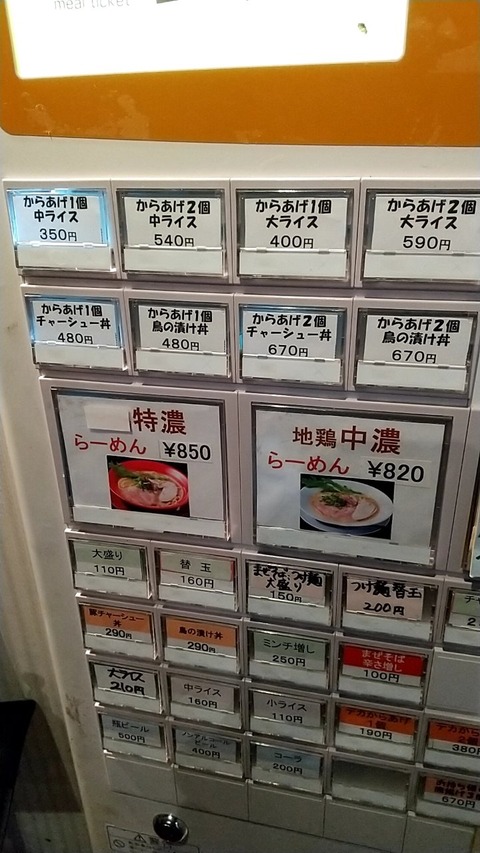 meal ticket
からあげ1個
中ライス
350円
からあげ2個
中ライス
540円
からあげ1個
大ライス
400円
からあげ2個
大ライス
590円
からあげ1個
チャーシュー丼
480円
からあげ1個
鳥の漬け丼
480円
からあげ2個
チャーシュー丼
670円
からあげ2個
鳥の漬け丼
670円
特濃
らーめん ¥850
地鶏中濃
らーめん ¥820
大盛り
110円
替玉
160円
まぜそば、つけ麺
大盛り
150円
つけ麺替玉
200円
豚チャーシュー
丼
290円
鳥の漬け丼
290円
ミンチ増し
250円
まぜそば
辛さ増し
100円
大ライス
210円
中ライス
160円
小ライス
110円
デカからあげ
1個
190円
デカから
380
瓶ビール
500円
ノンアルコール
ビール
400円
コーラ
200円
670円